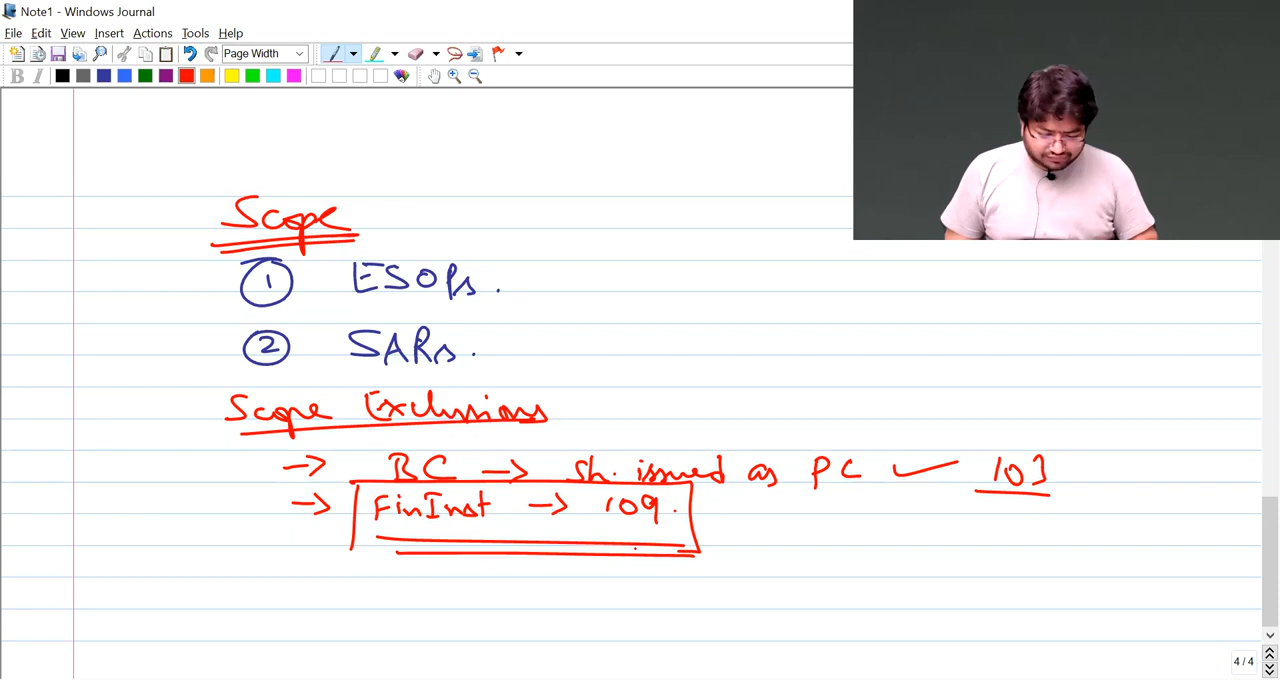 Note1 - Windows Journal
File Edit View Insert Actions Tools Help
Page Width
B I
Scope
1 ESOPs.
2 SARs.
Scope Exclusions
→ BC → Sh. issued as PC ✓ 103
→ FinInst → 109.
4 / 4